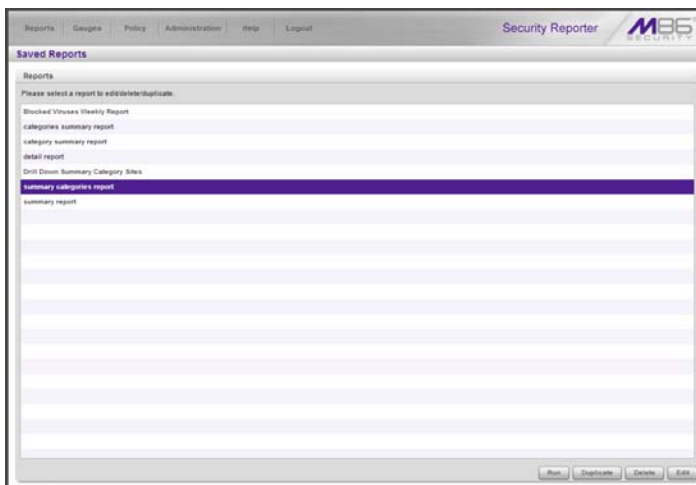 Reports Gauges Policy Administration Help Logout Security Reporter M86 SECURITY
Saved Reports
Reports
Please select a report to edit/delete/duplicate.
Blocked Viruses Weekly Report
categories summary report
category summary report
detail report
Drill Down Summary Category Sites
summary categories report
summary report
Run Duplicate Delete Edit